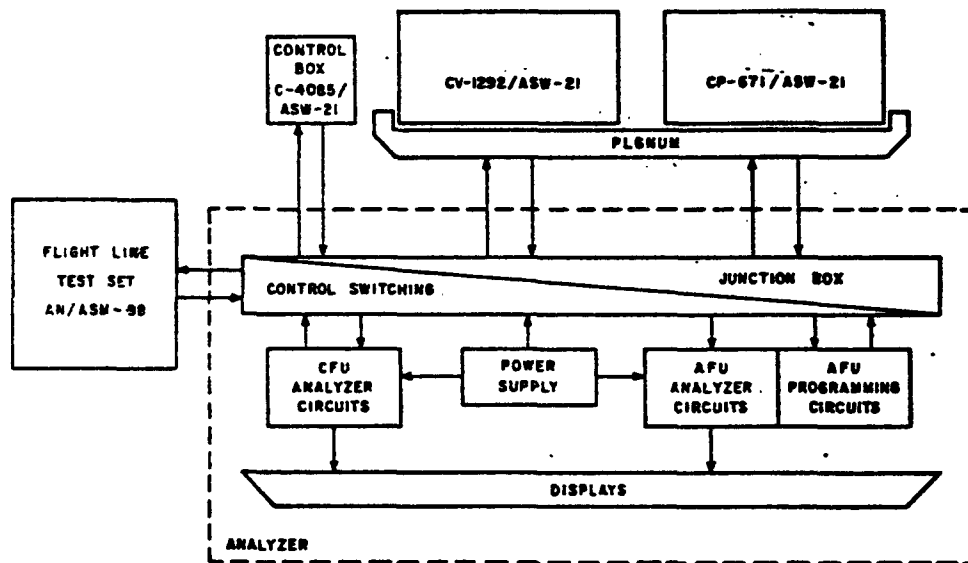 CONTROL
BOX
C-4085/
ASW-21
CV-1292/ASW-21
CP-671/ASW-21
PLENUM
FLIGHT LINE
TEST SET
AN/ASM-98
CONTROL SWITCHING
JUNCTION BOX
CFU
ANALYZER
CIRCUITS
POWER
SUPPLY
AFU
ANALYZER
CIRCUITS
AFU
PROGRAMMING
CIRCUITS
DISPLAYS
ANALYZER